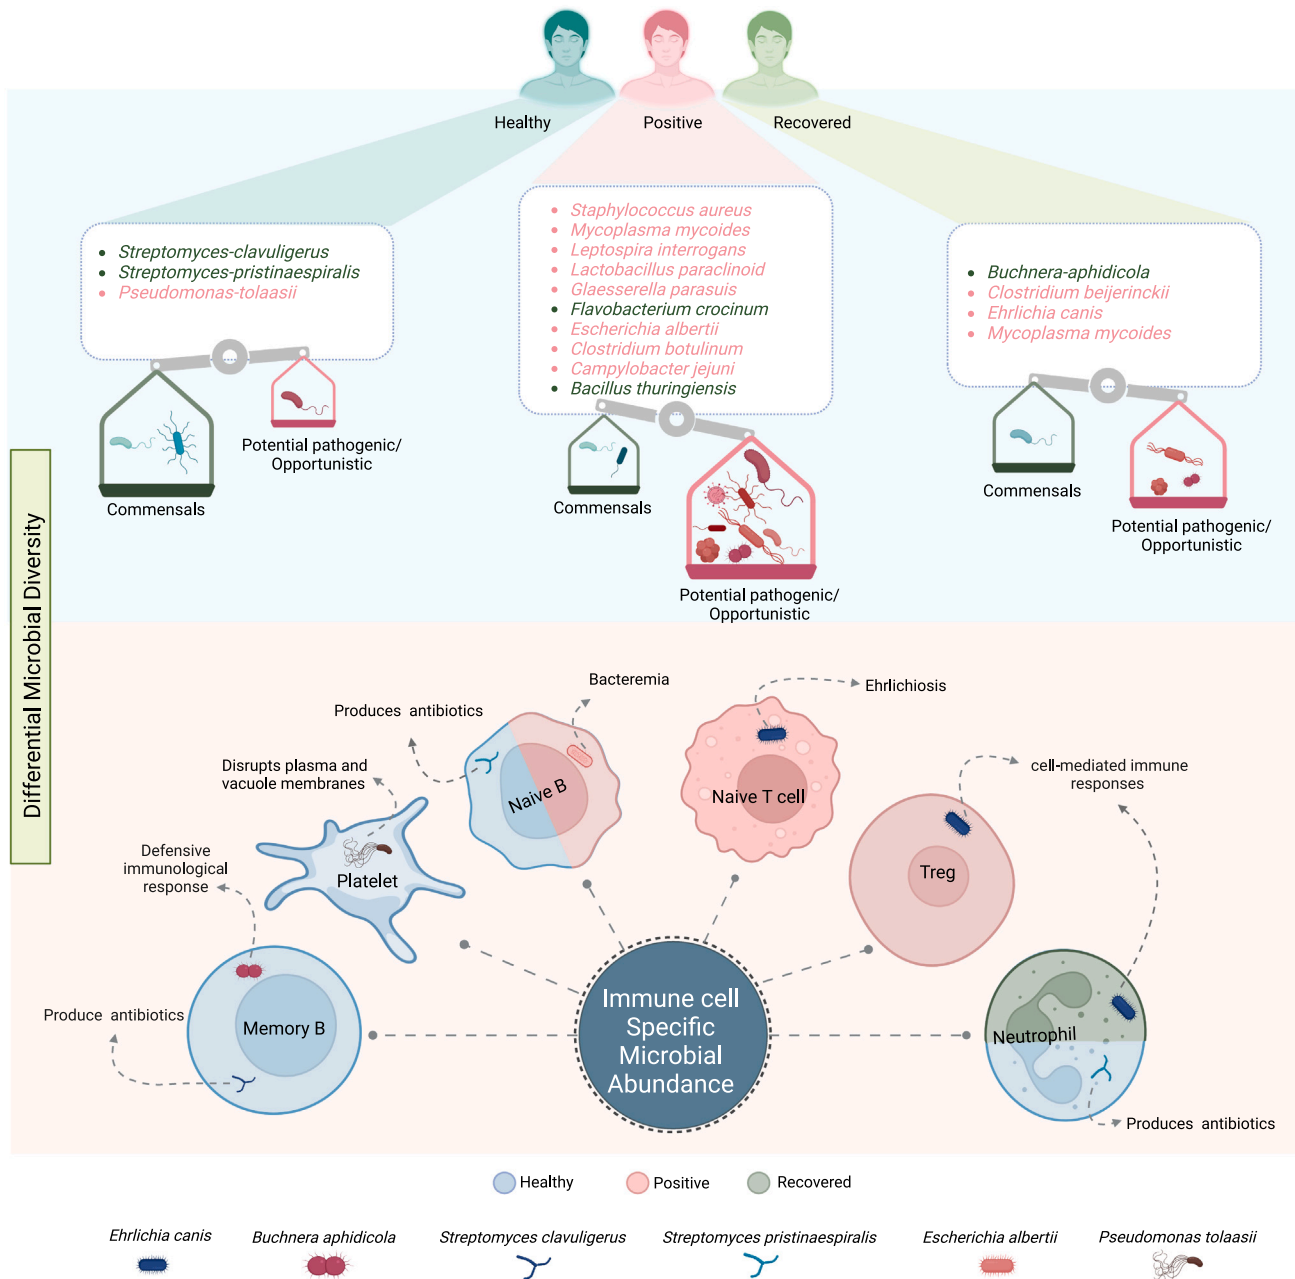 Healthy
Positive
Recovered
Streptomyces-clavuligerus
Streptomyces-pristinaespiralis
Pseudomonas-tolaasii
Staphylococcus aureus
Mycoplasma mycoides
Leptospira interrogans
Lactobacillus paraclinoid
Glaesserella parasuis
Flavobacterium crocinum
Escherichia albertii
Clostridium botulinum
Campylobacter jejuni
Bacillus thuringiensis
Buchnera-aphidicola
Clostridium beijerinckii
Ehrlichia canis
Mycoplasma mycoides
Commensals
Potential pathogenic/
Opportunistic
Commensals
Potential pathogenic/
Opportunistic
Commensals
Potential pathogenic/
Opportunistic
Differential Microbial Diversity
Produce antibiotics
Defensive
immunological
response
Memory B
Disrupts plasma and
vacuole membranes
Platelet
Produces antibiotics
Bacteremia
Naive B
Ehrlichiosis
Naive T cell
cell-mediated immune
responses
Treg
Neutrophil
Produces antibiotics
Immune cell
Specific
Microbial
Abundance
Healthy
Positive
Recovered
Ehrlichia canis
Buchnera aphidicola
Streptomyces clavuligerus
Streptomyces pristinaespiralis
Escherichia albertii
Pseudomonas tolaasii